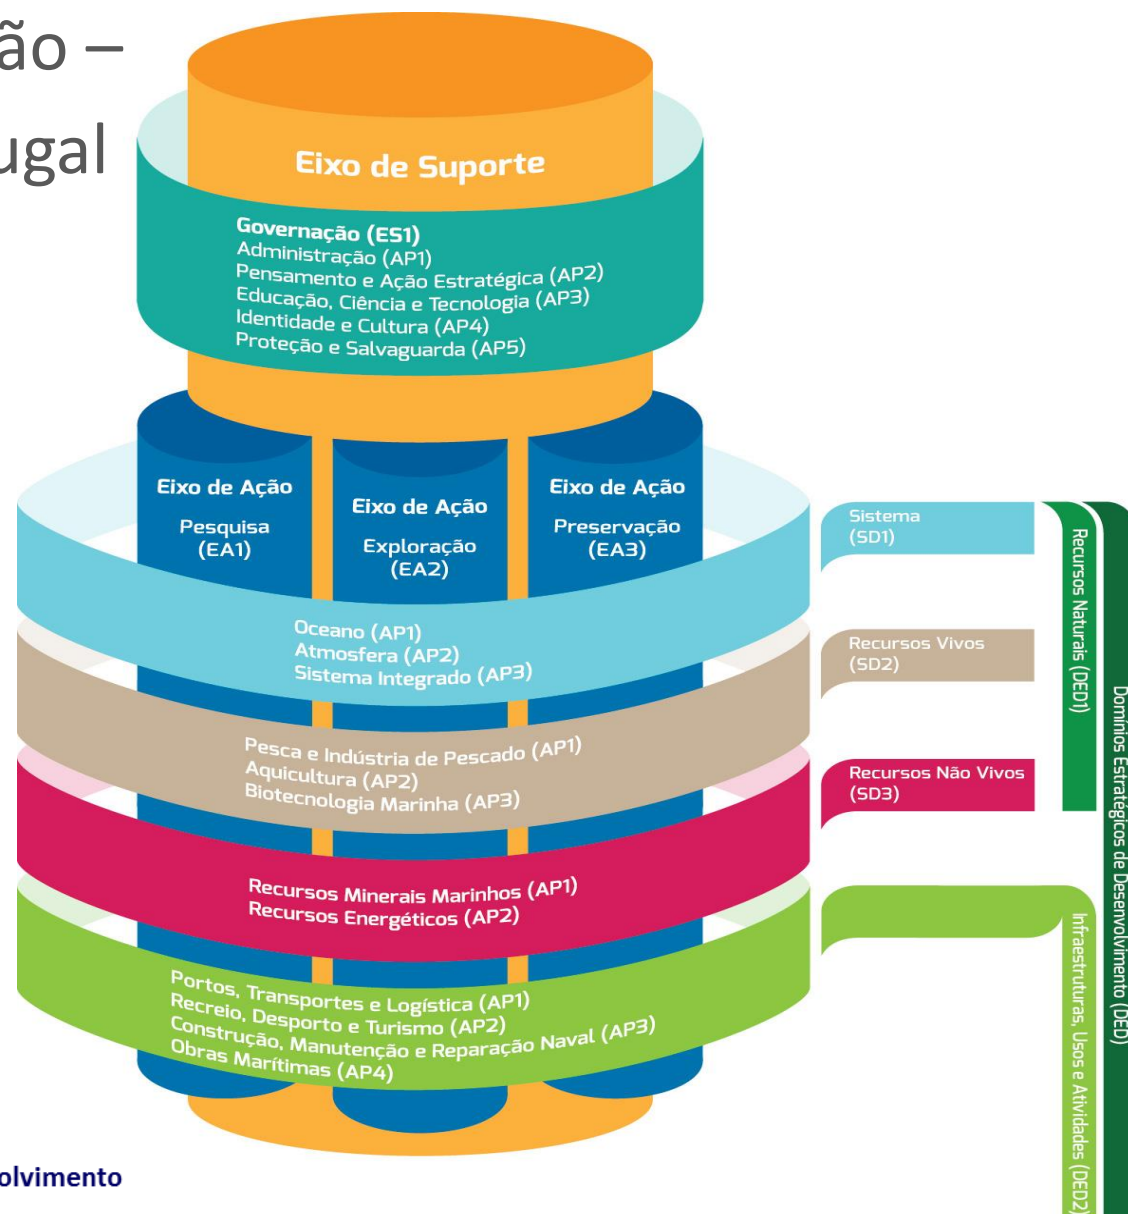 ão –
ugal
Eixo de Suporte
Governação (ES1)
Administração (AP1)
Pensamento e Ação Estratégica (AP2)
Educação, Ciência e Tecnologia (AP3)
Identidade e Cultura (AP4)
Proteção e Salvaguarda (AP5)
Eixo de Ação
Pesquisa
(EA1)
Eixo de Ação
Exploração
(EA2)
Eixo de Ação
Preservação
(EA3)
Oceano (AP1)
Atmosfera (AP2)
Sistema Integrado (AP3)
Pesca e Indústria de Pescado (AP1)
Aquicultura (AP2)
Biotecnologia Marinha (AP3)
Recursos Minerais Marinhos (AP1)
Recursos Energéticos (AP2)
Portos, Transportes e Logística (AP1)
Recreio, Desporto e Turismo (AP2)
Construção, Manutenção e Reparação Naval (AP3)
Obras Marítimas (AP4)
Sistema
(SD1)
Recursos Vivos
(SD2)
Recursos Não Vivos
(SD3)
Recursos Naturais (DED1)
Infraestruturas, Usos e Atividades (DED2)
Domínios Estratégicos de Desenvolvimento (DED)
olvimento